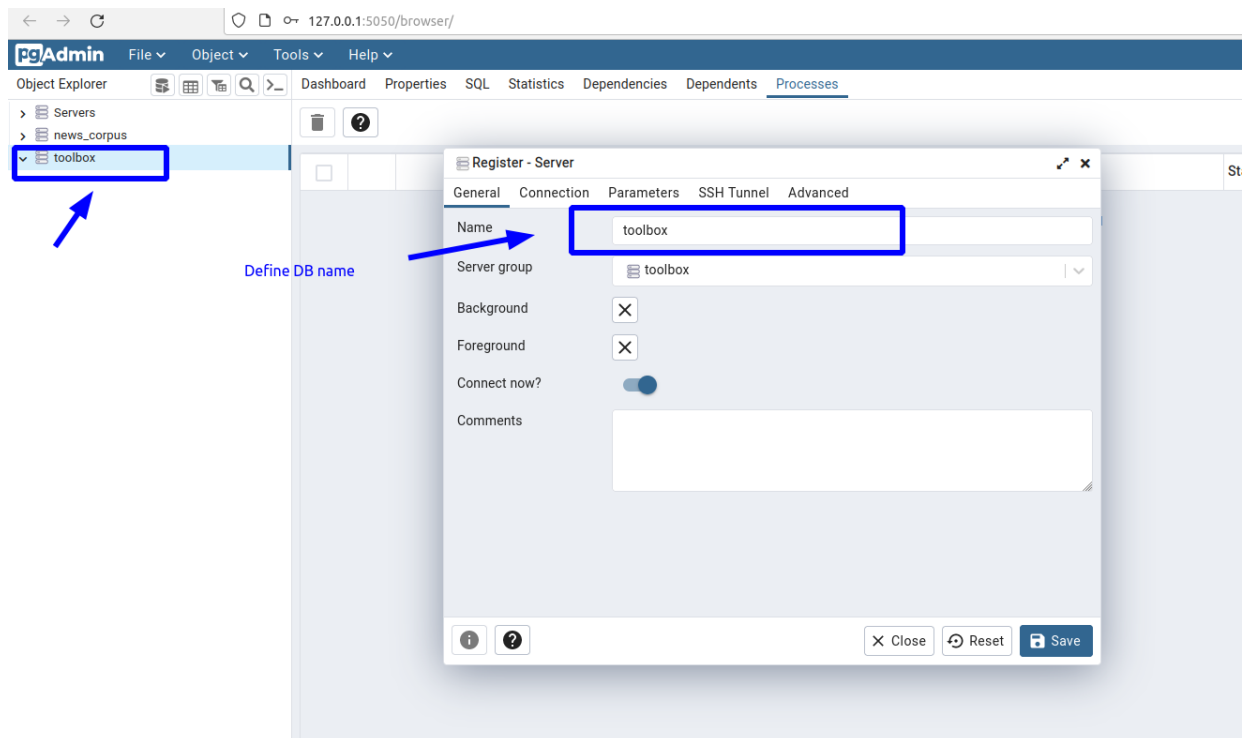 127.0.0.1:5050/browser/
pgAdmin File Object Tools Help
Object Explorer Dashboard Properties SQL Statistics Dependencies Dependents Processes
Servers
news_corpus
toolbox
Register - Server
St
General Connection Parameters SSH Tunnel Advanced
Name toolbox
Define DB name
Server group toolbox
Background
Foreground
Connect now?
Comments
Close Reset Save